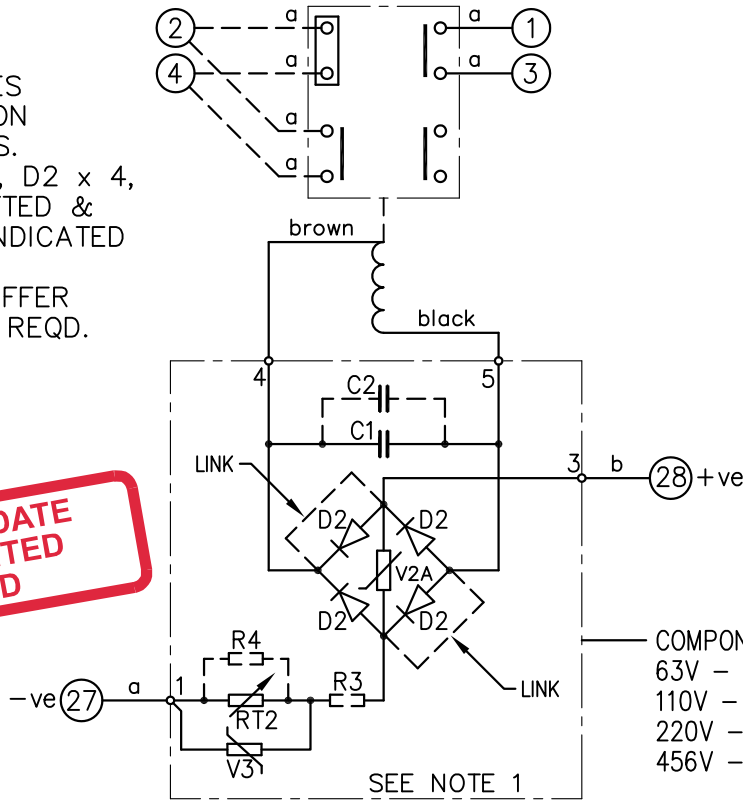 a
a
2
1
a
a
4
3
a
a
S.
, D2 x 4,
TED &
NDICATED
FFER
REQD.
brown
black
4
5
C2
C1
LINK
3
b
28
+ve
D2
D2
V2A
D2
D2
DATE
TED
D
R4
-ve
27
a
1
R3
RT2
V3
LINK
SEE NOTE 1
COMPON
63V -
110V -
220V -
456V -